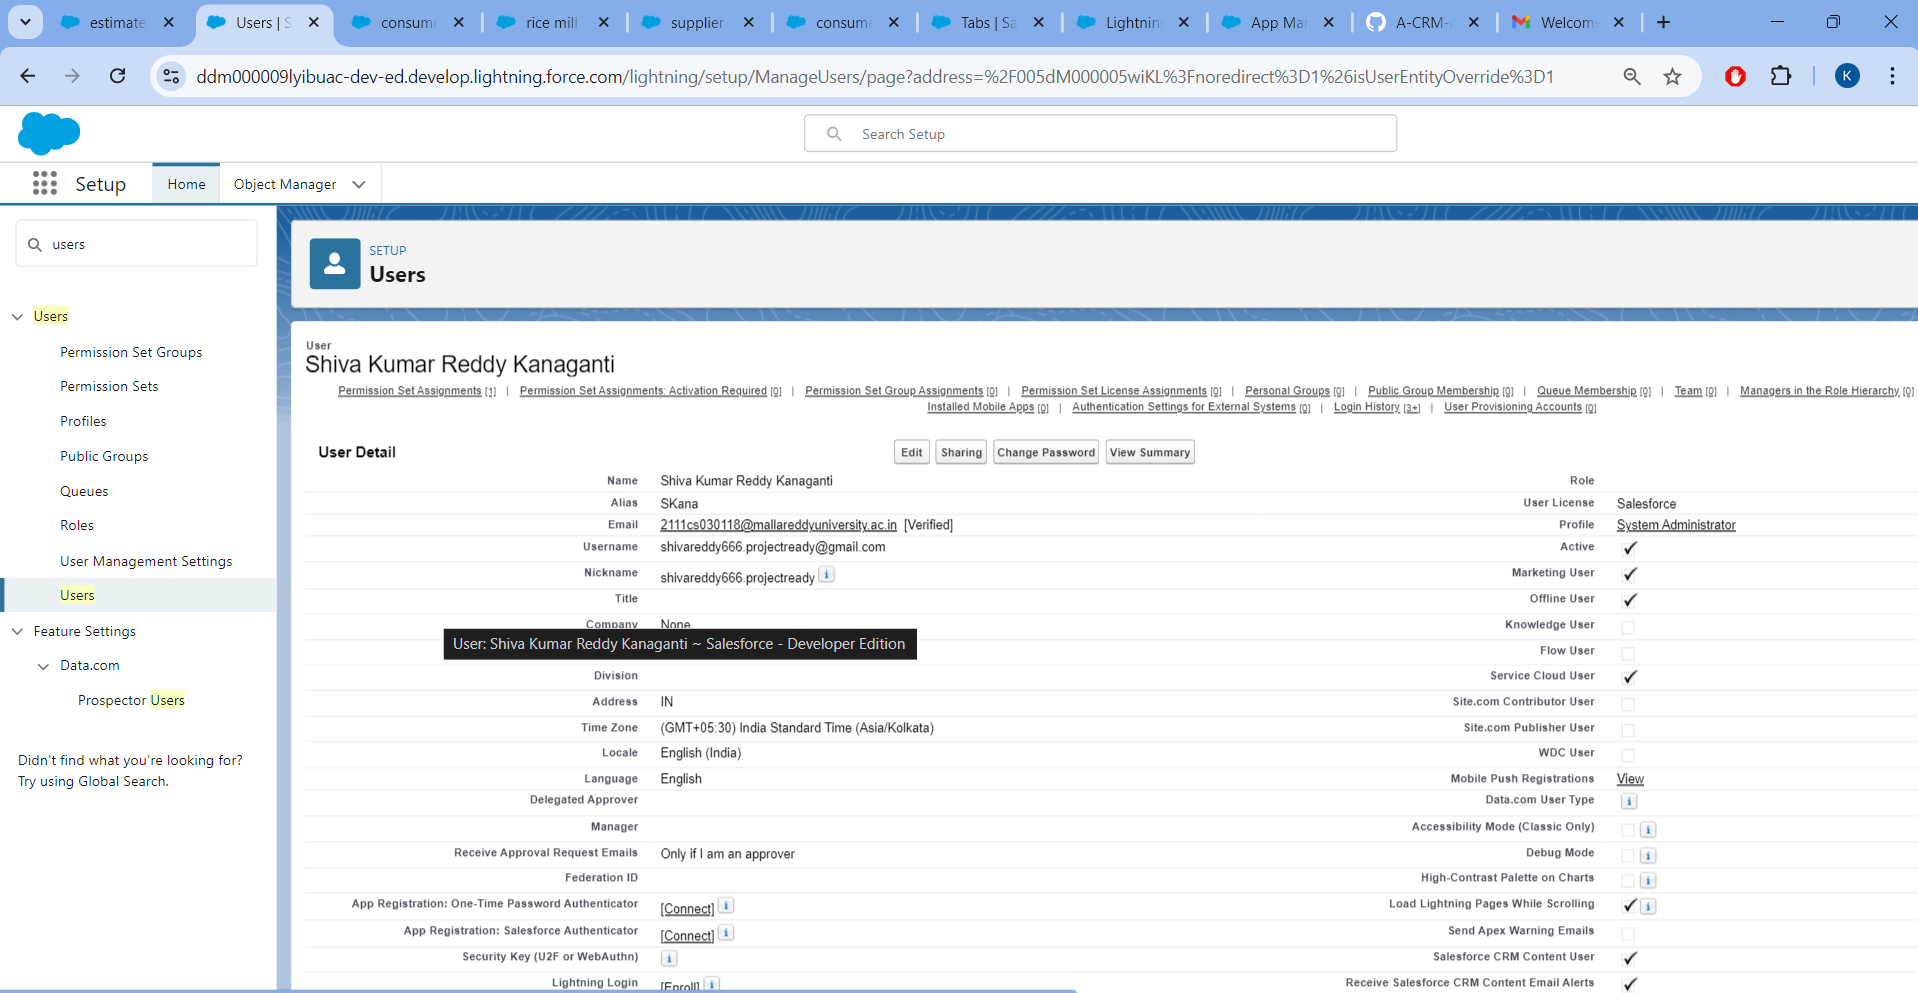 estimate
Users | S
consume
rice mill
supplier
consume
Tabs | Sa
Lightnin
App Mar
A-CRM-
Welcom
ddm000009lyibuac-dev-ed.develop.lightning.force.com/lightning/setup/ManageUsers/page?address=%2F005dM000005wiKL%3Fnoredirect%3D1%26isUserEntityOverride%3D1
K
Search Setup
Setup
Home
Object Manager
users
Users
Permission Set Groups
Permission Sets
Profiles
Public Groups
Queues
Roles
User Management Settings
Users
Feature Settings
Data.com
Prospector Users
Didn't find what you're looking for?
Try using Global Search.
SETUP
Users
User
Shiva Kumar Reddy Kanaganti
Permission Set Assignments [1] | Permission Set Assignments: Activation Required [0] | Permission Set Group Assignments [0] | Permission Set License Assignments [0] | Personal Groups [0] | Public Group Membership [0] | Queue Membership [0] | Team [0] | Managers in the Role Hierarchy [0]
Installed Mobile Apps [0] | Authentication Settings for External Systems [0] | Login History [3+] | User Provisioning Accounts [0]
User Detail Edit Sharing Change Password View Summary
Name Shiva Kumar Reddy Kanaganti Role
Alias SKana User License Salesforce
Email 2111cs030118@mallareddyuniversity.ac.in [Verified] Profile System Administrator
Username shivareddy666.projectready@gmail.com Active
Nickname shivareddy666.projectready i Marketing User
Title Offline User
Company None Knowledge User
User: Shiva Kumar Reddy Kanaganti ~ Salesforce - Developer Edition
Flow User
Division Service Cloud User
Address IN Site.com Contributor User
Time Zone (GMT+05:30) India Standard Time (Asia/Kolkata) Site.com Publisher User
Locale English (India) WDC User
Language English Mobile Push Registrations View
Delegated Approver Data.com User Type i
Manager Accessibility Mode (Classic Only) i
Receive Approval Request Emails Only if I am an approver Debug Mode i
Federation ID High-Contrast Palette on Charts i
App Registration: One-Time Password Authenticator [Connect] i Load Lightning Pages While Scrolling i
App Registration: Salesforce Authenticator [Connect] i Send Apex Warning Emails
Security Key (U2F or WebAuthn) i Salesforce CRM Content User
Lightning Login [Enroll] i Receive Salesforce CRM Content Email Alerts